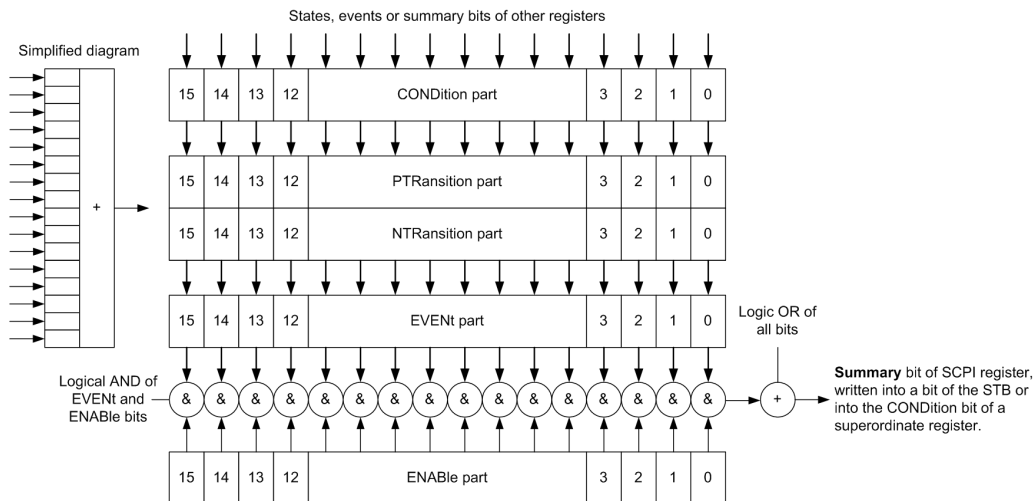 States, events or summary bits of other registers
Simplified diagram
15 14 13 12 CONDition part 3 2 1 0
15 14 13 12 PTRansition part 3 2 1 0
+
15 14 13 12 NTRansition part 3 2 1 0
15 14 13 12 EVENt part 3 2 1 0
Logic OR of
all bits
Logical AND of
EVENt and
ENABle bits
& & & & & & & & & & & & & & & &
+
Summary bit of SCPI register,
written into a bit of the STB or
into the CONDition bit of a
superordinate register.
15 14 13 12 ENABle part 3 2 1 0